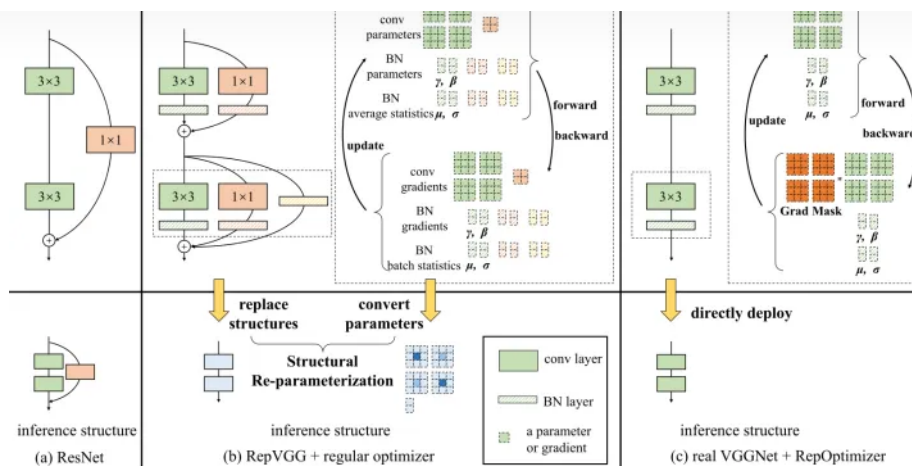 3×3
1×1
3×3
3×3
1×1
3×3
1×1
conv
parameters
BN
parameters
γ, β
BN
average statistics
μ, σ
update
forward
backward
conv
gradients
BN
gradients
γ, β
BN
batch statistics
μ, σ
3×3
3×3
γ, β
μ, σ
update
forward
backward
*
Grad Mask
γ, β
μ, σ
replace
structures
convert
parameters
Structural
Re-parameterization
directly deploy
conv layer
BN layer
a parameter
or gradient
inference structure
inference structure
inference structure
(a) ResNet
(b) RepVGG + regular optimizer
(c) real VGGNet + RepOptimizer